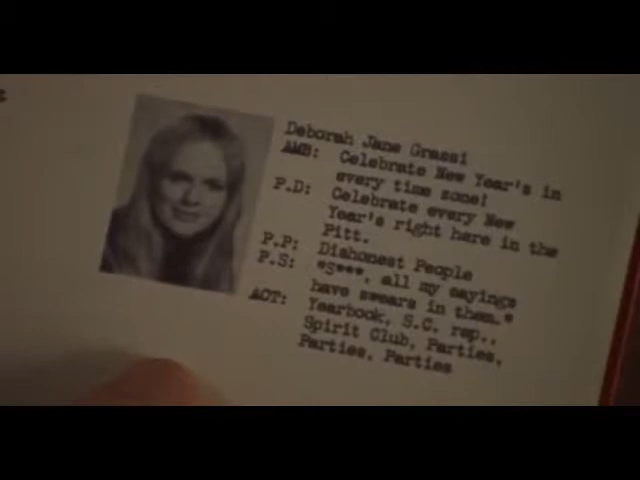 Deborah Jane Grassi
AMB: Celebrate New Year's in
every time zone!
P.D: Celebrate every New
Year's right here in the
Pitt.
P.P: Dishonest People
P.S: "S***, all my sayings
have swears in them."
ACT: Yearbook, S.C. rep.,
Spirit Club, Parties,
Parties, Parties